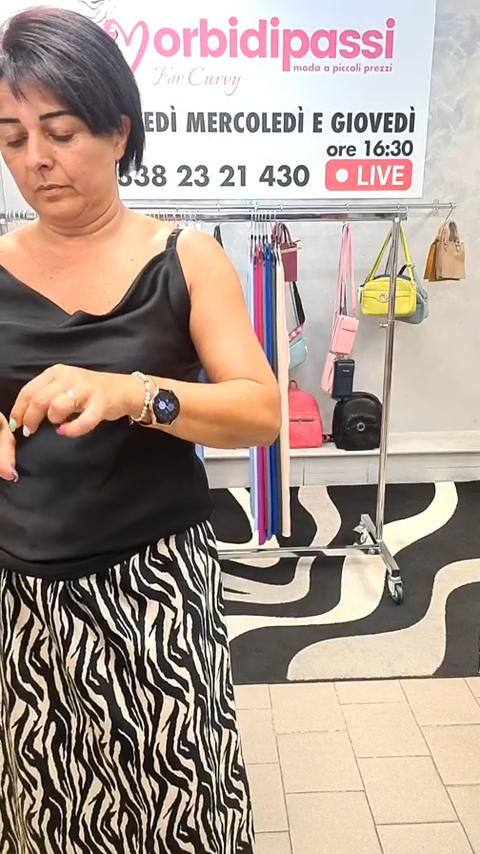 morbidipassi
moda a piccoli prezzi
For Curvy
EDÌ MERCOLEDÌ E GIOVEDÌ
ore 16:30
338 23 21 430 LIVE